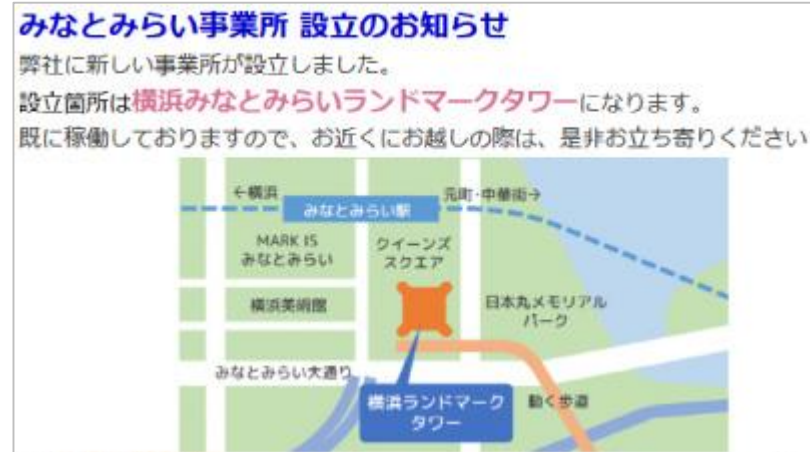 みなとみらい事業所 設立のお知らせ
弊社に新しい事業所が設立しました。
設立箇所は横浜みなとみらいランドマークタワーになります。
既に稼働しておりますので、お近くにお越しの際は、是非お立ち寄りください
←横浜
元町・中華街→
みなとみらい駅
MARK IS
みなとみらい
クイーンズ
スクエア
横浜美術館
日本丸メモリアル
パーク
みなとみらい大通り
横浜ランドマーク
タワー
動く歩道